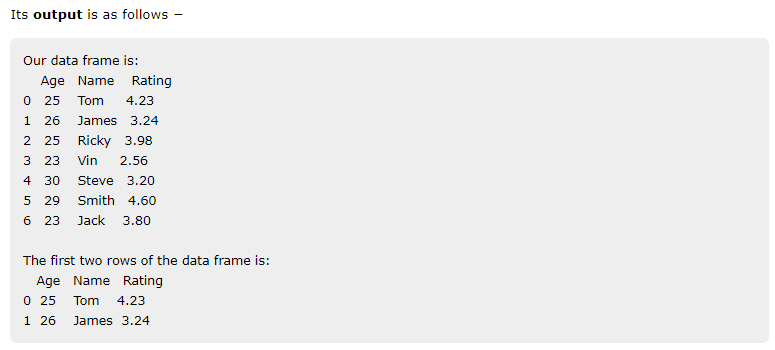 Its output is as follows −
Our data frame is:
Age Name Rating
0 25 Tom 4.23
1 26 James 3.24
2 25 Ricky 3.98
3 23 Vin 2.56
4 30 Steve 3.20
5 29 Smith 4.60
6 23 Jack 3.80
The first two rows of the data frame is:
Age Name Rating
0 25 Tom 4.23
1 26 James 3.24